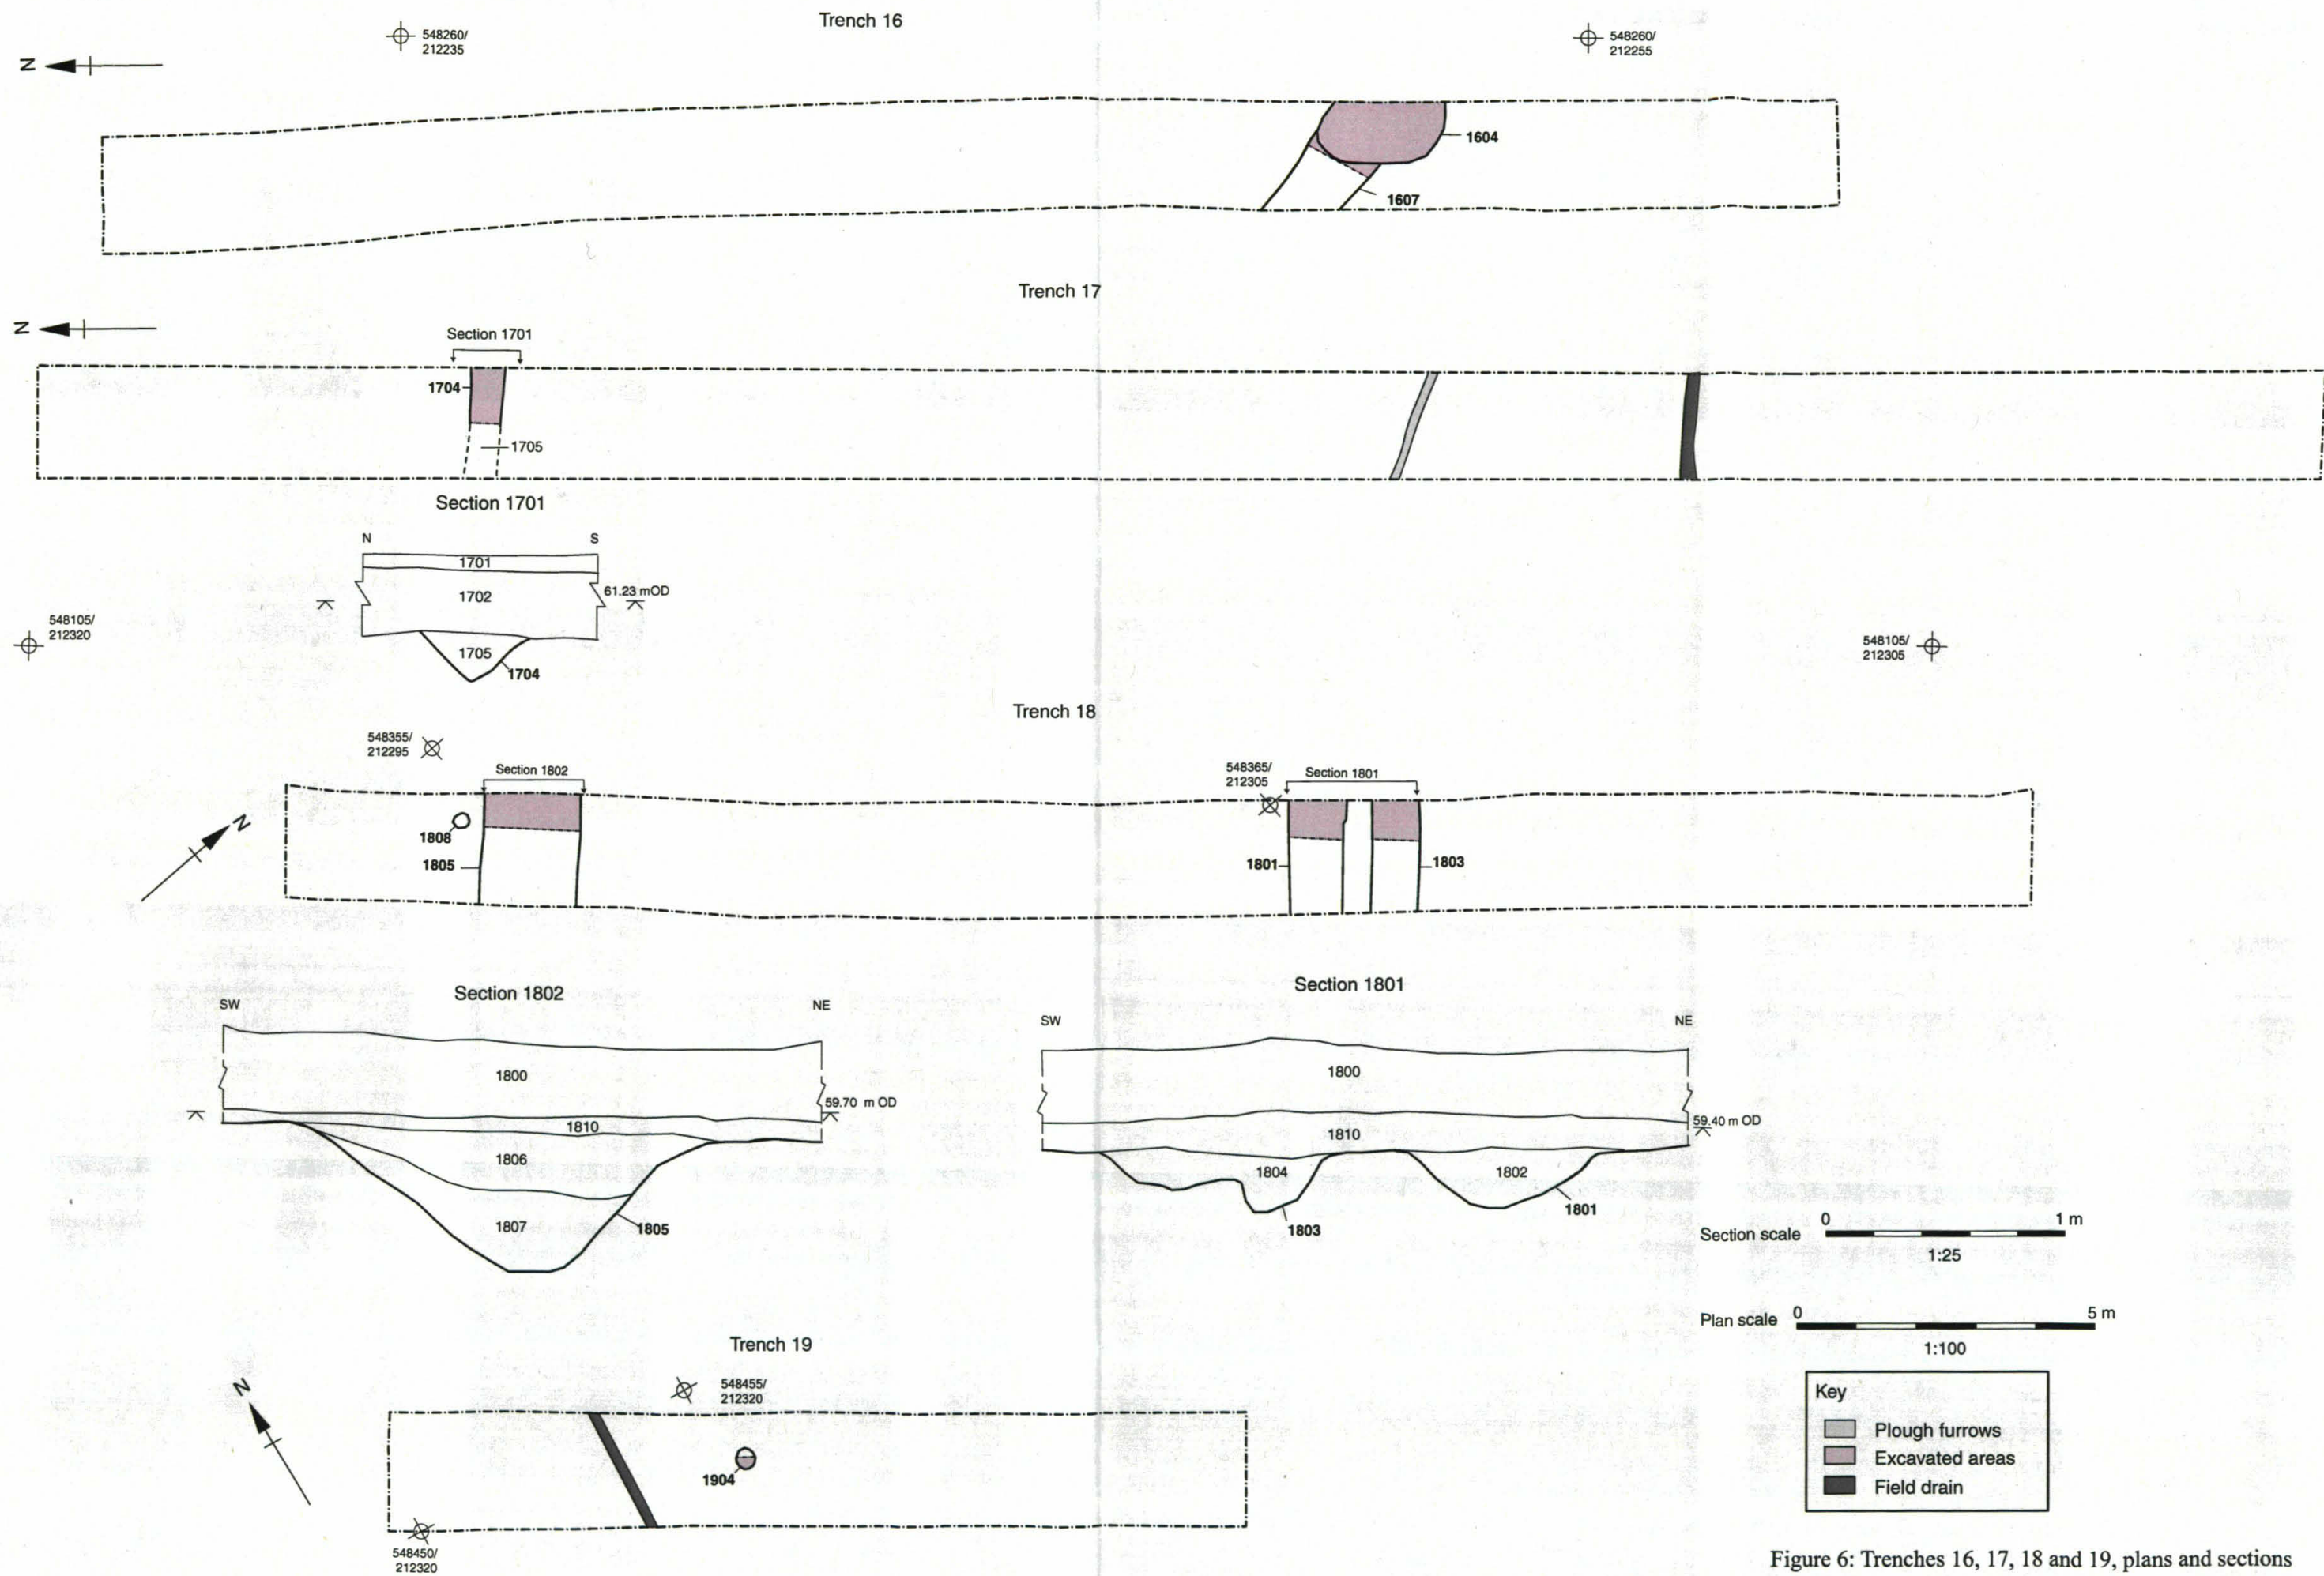 Trench 16
548260/
212235
548260/
212255
N
1604
1607
Trench 17
N
Section 1701
1704
1705
Section 1701
N
S
1701
1702
61.23 mOD
1705
1704
548105/
212320
548105/
212305
Trench 18
548355/
212295
Section 1802
548365/
212305
Section 1801
N
1808
1805
1801
1803
Section 1802
SW
NE
1800
59.70 m OD
1810
1806
1807
1805
Section 1801
SW
NE
1800
59.40 m OD
1810
1804
1802
1803
1801
Section scale
0
1 m
1:25
Plan scale
0
5 m
1:100
Trench 19
N
548455/
212320
1904
548450/
212320
Key
Plough furrows
Excavated areas
Field drain
Figure 6: Trenches 16, 17, 18 and 19, plans and sections